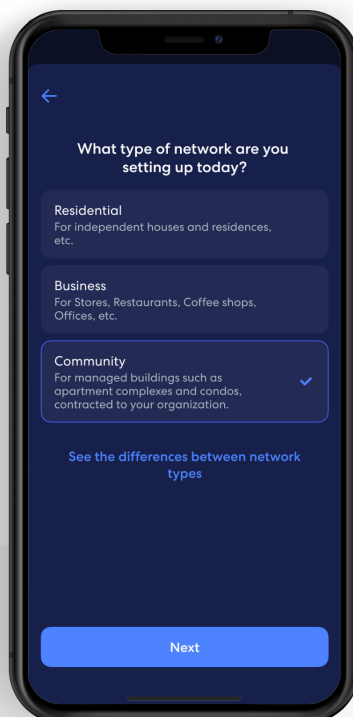 What type of network are you
setting up today?
Residential
For independent houses and residences,
etc.
Business
For Stores, Restaurants, Coffee shops,
Offices, etc.
Community
For managed buildings such as
apartment complexes and condos,
contracted to your organization.
See the differences between network
types
Next